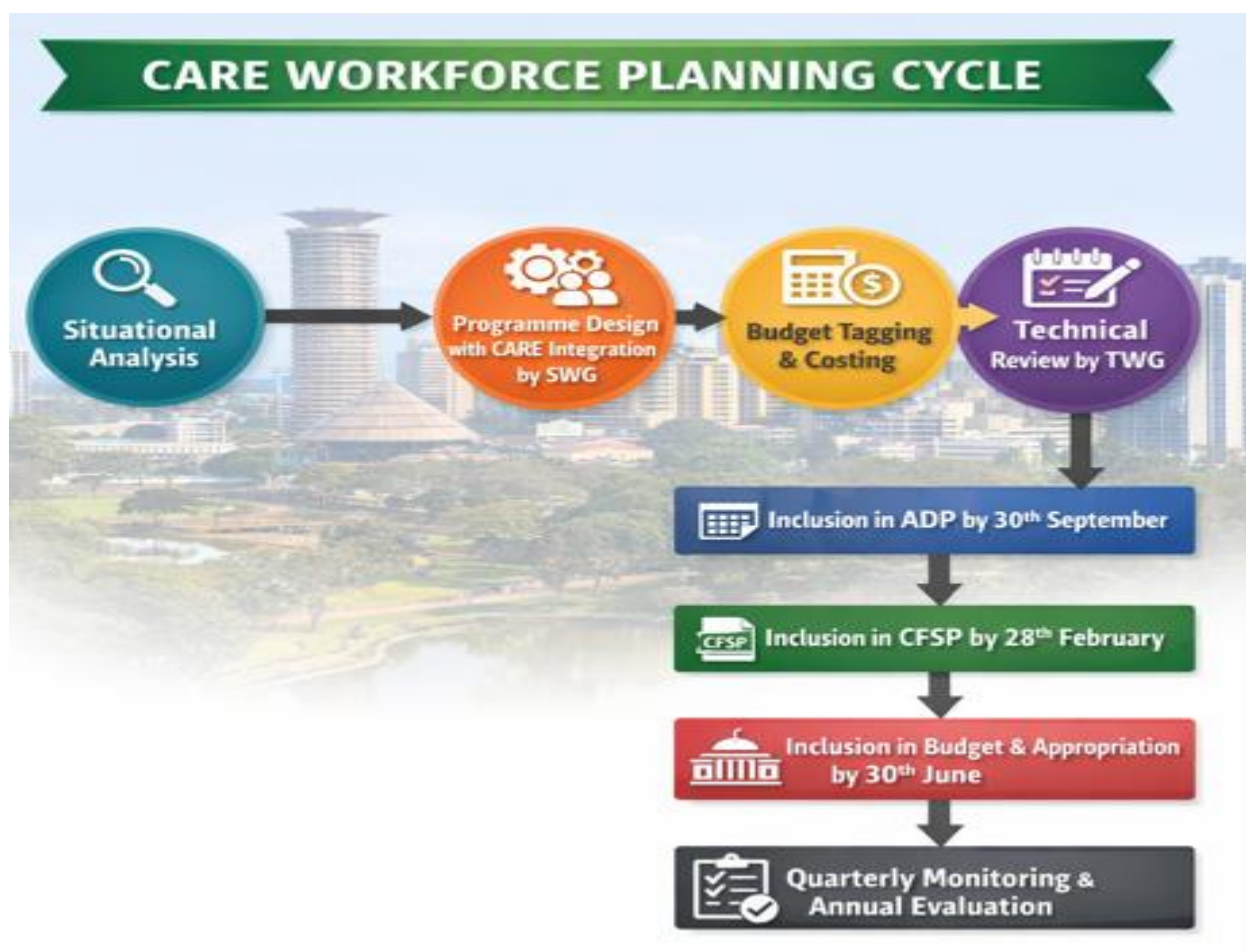 CARE WORKFORCE PLANNING CYCLE
Situational
Analysis
Programme Design
with CARE Integration
by SWG
$
Budget Tagging
& Costing
Technical
Review by TWG
Inclusion in ADP by 30th September
CFSP
Inclusion in CFSP by 28th February
Inclusion in Budget & Appropriation
by 30th June
Quarterly Monitoring &
Annual Evaluation